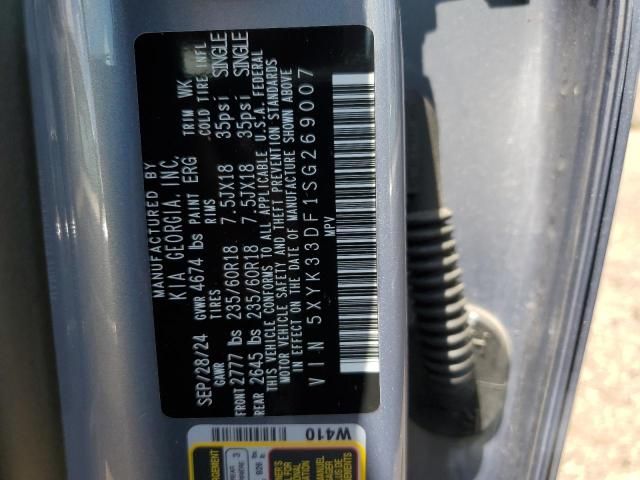 MANUFACTURED BY
KIA GEORGIA, INC.
SEP/28/24 GVWR 4674 lbs PAINT ERG TRIM WK
GAWR TIRES RIMS COLD TIRE INFL
FRONT 2777 lbs 235/60R18 7.5JX18 35psi SINGLE
REAR 2645 lbs 235/60R18 7.5JX18 35psi SINGLE
THIS VEHICLE CONFORMS TO ALL APPLICABLE U.S.A. FEDERAL
MOTOR VEHICLE SAFETY AND THEFT PREVENTION STANDARDS
IN EFFECT ON THE DATE OF MANUFACTURE SHOWN ABOVE
VIN 5XYK33DF1SG269007
MPV
W410